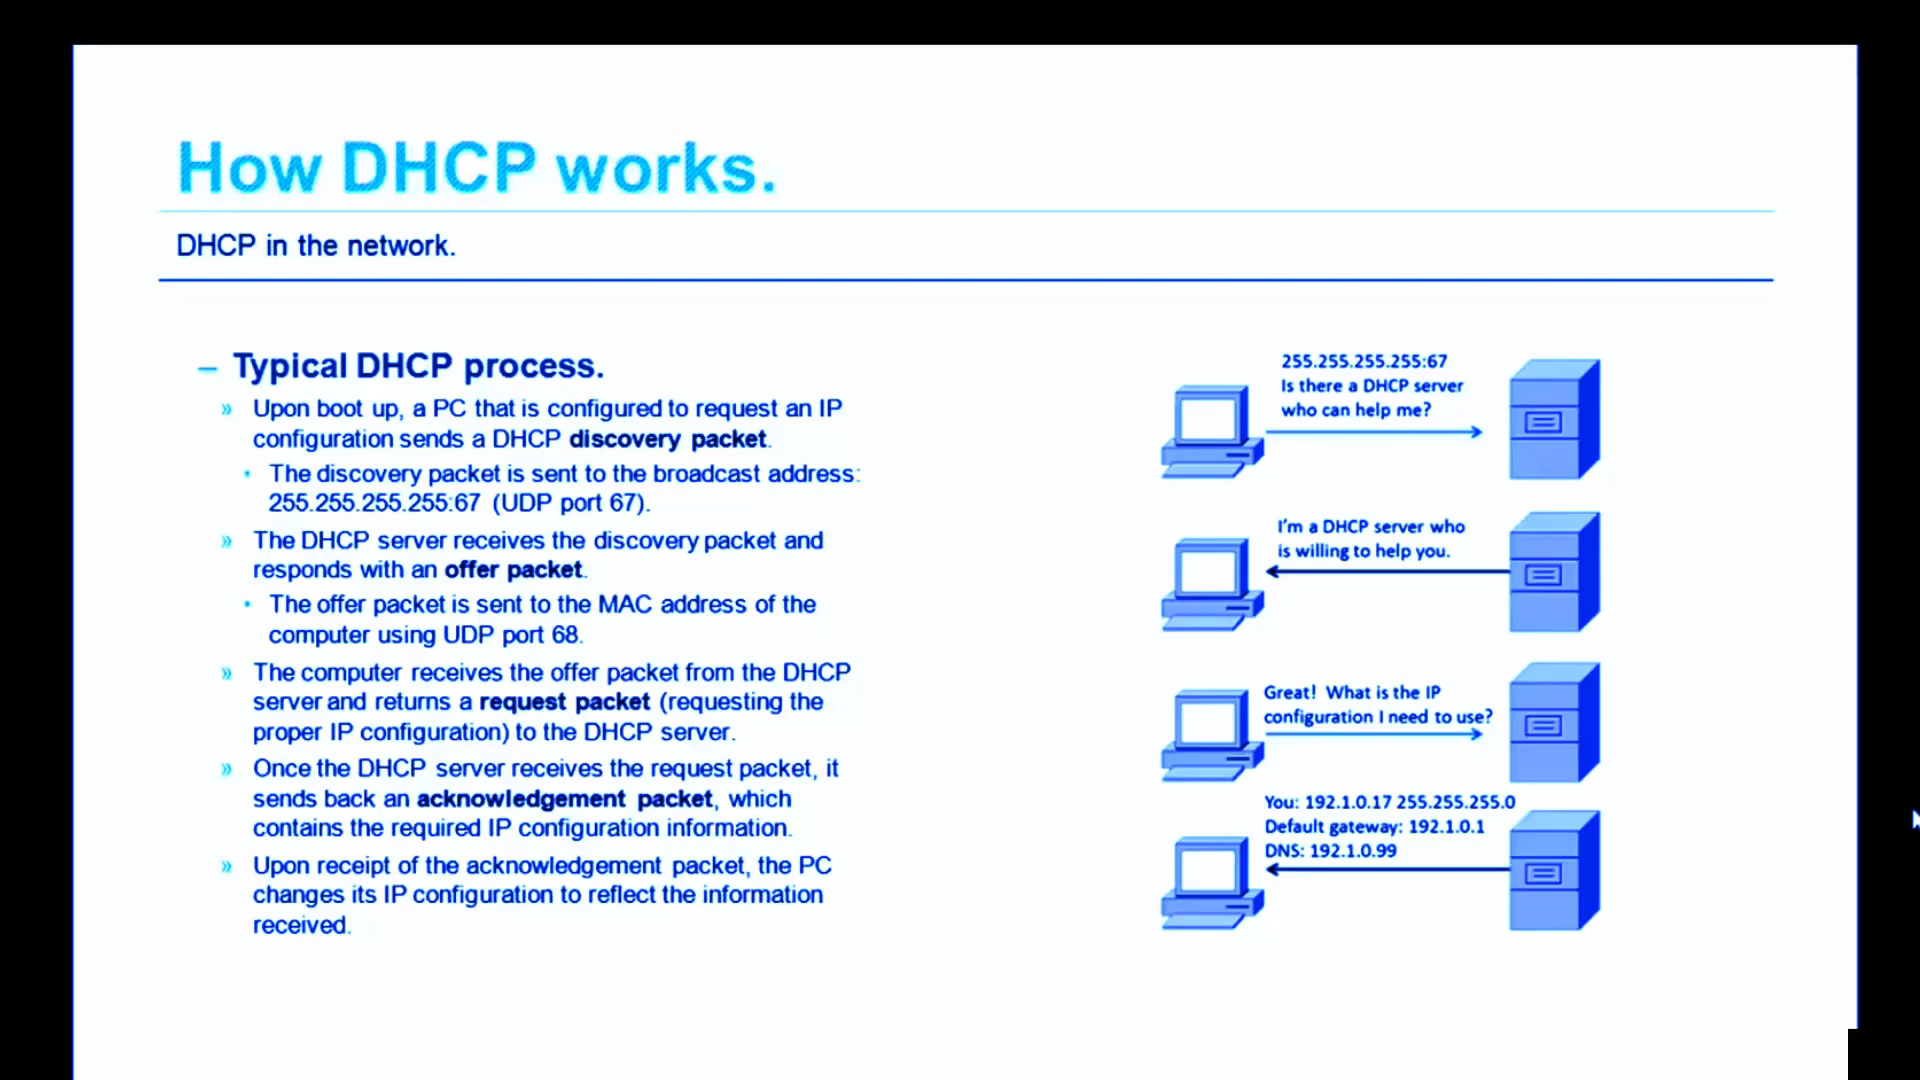 How DHCP works.
DHCP in the network.
– Typical DHCP process.
» Upon boot up, a PC that is configured to request an IP
configuration sends a DHCP discovery packet.
· The discovery packet is sent to the broadcast address:
255.255.255.255:67 (UDP port 67).
» The DHCP server receives the discovery packet and
responds with an offer packet.
· The offer packet is sent to the MAC address of the
computer using UDP port 68.
» The computer receives the offer packet from the DHCP
server and returns a request packet (requesting the
proper IP configuration) to the DHCP server.
» Once the DHCP server receives the request packet, it
sends back an acknowledgement packet, which
contains the required IP configuration information.
» Upon receipt of the acknowledgement packet, the PC
changes its IP configuration to reflect the information
received.
255.255.255.255:67
Is there a DHCP server
who can help me?
I'm a DHCP server who
is willing to help you.
Great! What is the IP
configuration I need to use?
You: 192.1.0.17 255.255.255.0
Default gateway: 192.1.0.1
DNS: 192.1.0.99